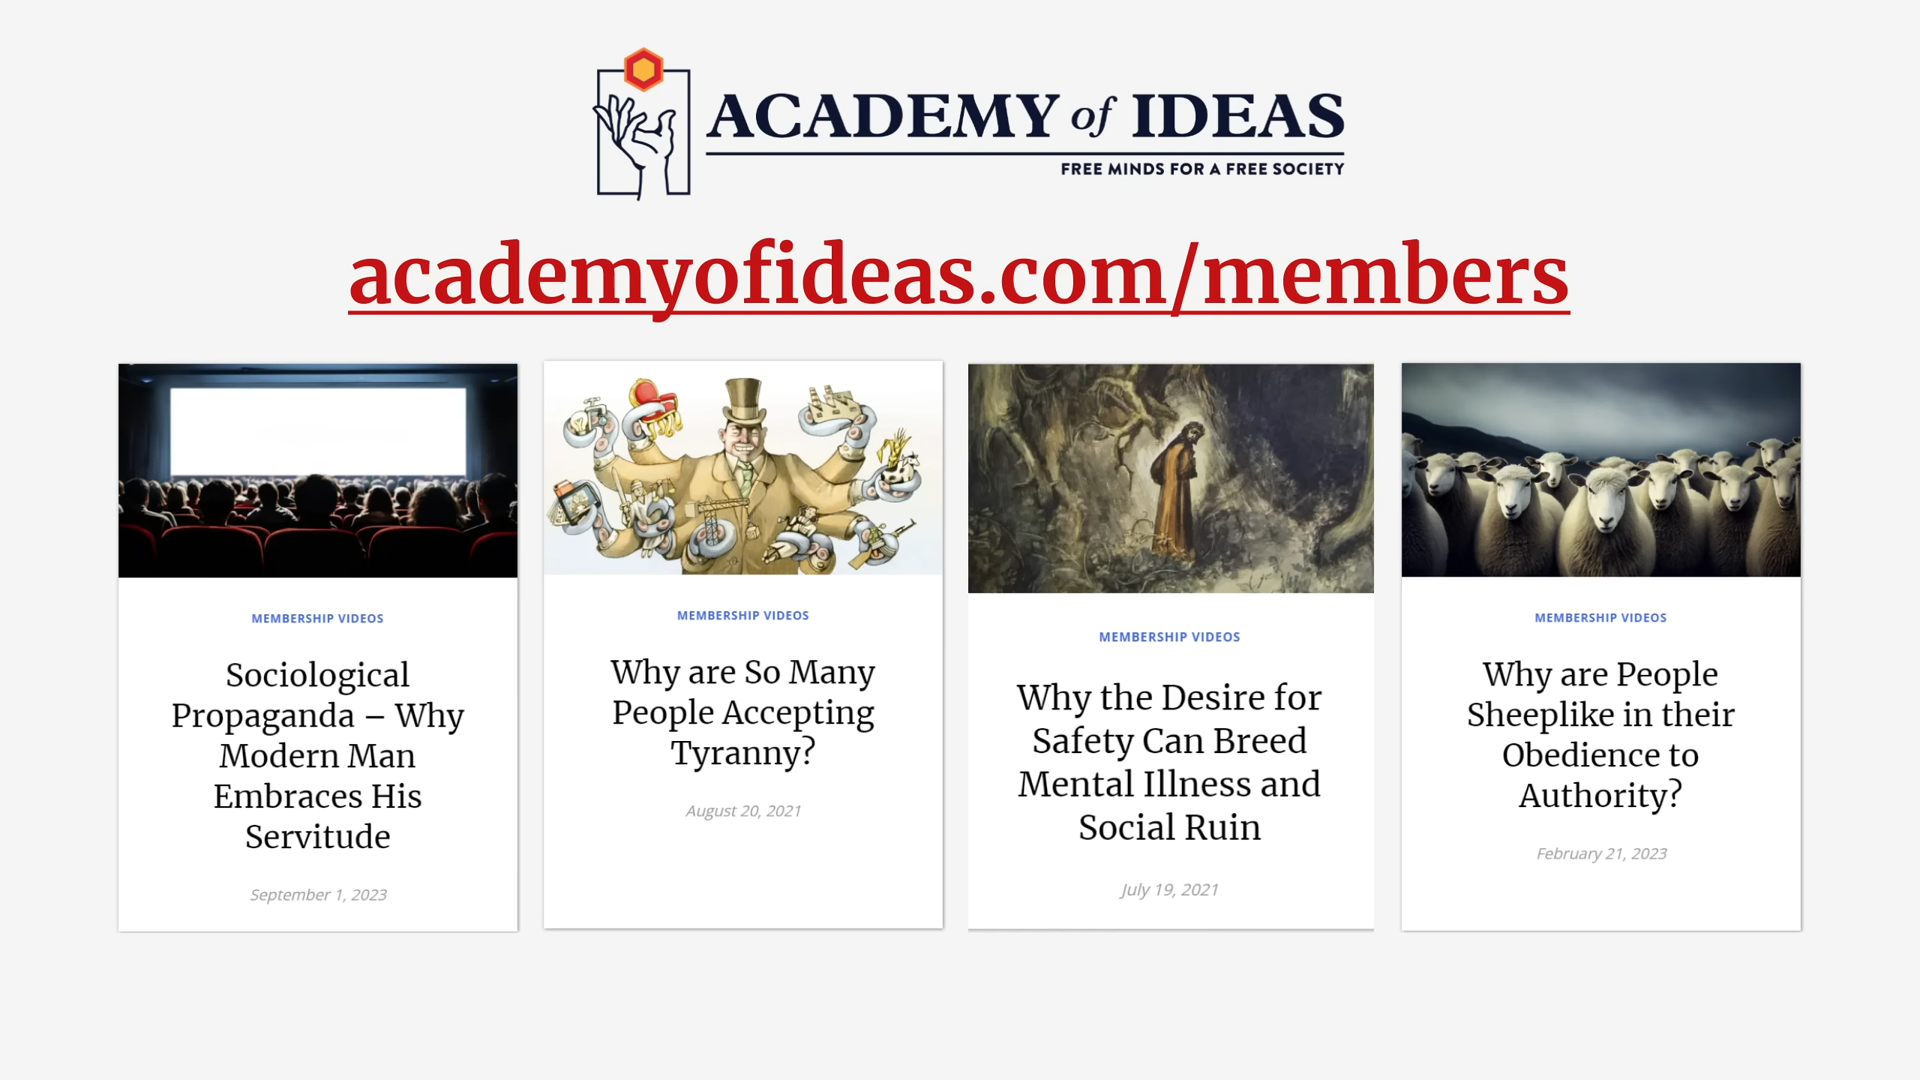 ACADEMY of IDEAS
FREE MINDS FOR A FREE SOCIETY
academyofideas.com/members
MEMBERSHIP VIDEOS
Sociological
Propaganda – Why
Modern Man
Embraces His
Servitude
September 1, 2023
MEMBERSHIP VIDEOS
Why are So Many
People Accepting
Tyranny?
August 20, 2021
MEMBERSHIP VIDEOS
Why the Desire for
Safety Can Breed
Mental Illness and
Social Ruin
July 19, 2021
MEMBERSHIP VIDEOS
Why are People
Sheeplike in their
Obedience to
Authority?
February 21, 2023